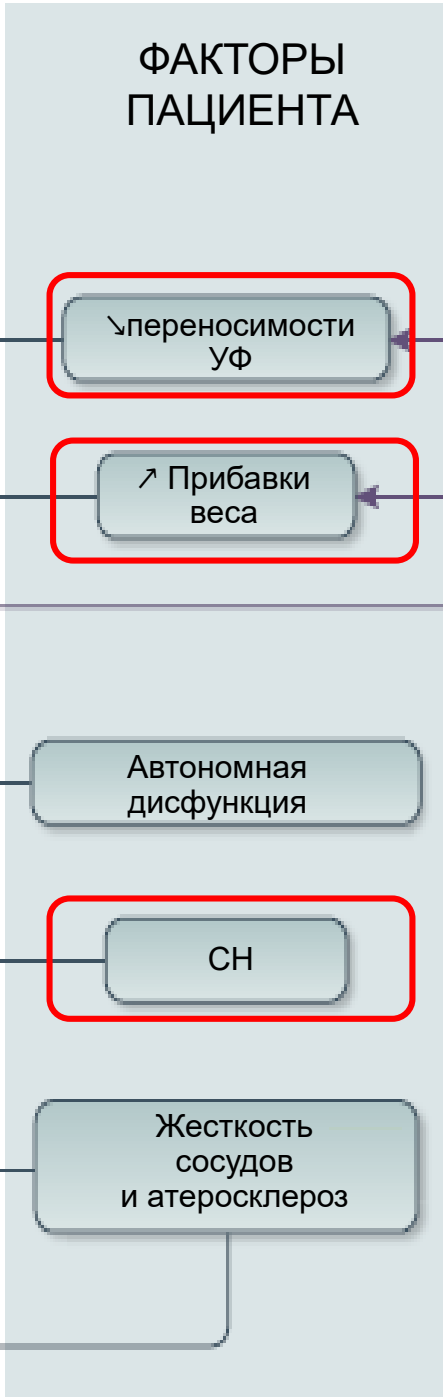 ФАКТОРЫ
ПАЦИЕНТА
↘переносимости
УФ
↗ Прибавки
веса
Автономная
дисфункция
СН
Жесткость
сосудов
и атеросклероз